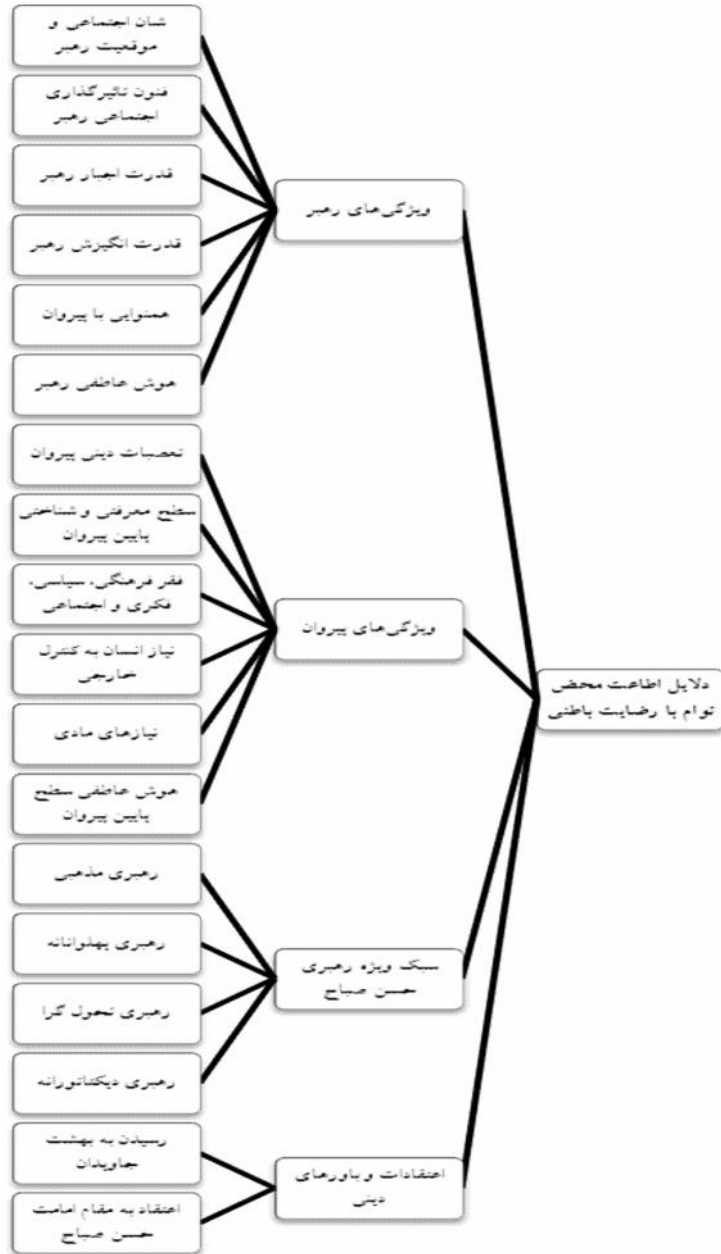 دلایل اطاعت محض
توام با رضایت باطنی
ویژگی‌های رهبر
شان اجتماعی و
موقعیت رهبر
فنون تاثیرگذاری
اجتماعی رهبر
قدرت اجبار رهبر
قدرت انگیزش رهبر
همنوایی با پیروان
هوش عاطفی رهبر
ویژگی‌های پیروان
تعصبات دینی پیروان
سطح معرفتی و شناختی
پایین پیروان
فقر فرهنگی، سیاسی،
فکری و اجتماعی
نیاز انسان به کنترل
خارجی
نیازهای مادی
هوش عاطفی سطح
پایین پیروان
سبک ویژه رهبری
حسن صباح
رهبری مذهبی
رهبری پهلوانانه
رهبری تحول گرا
رهبری دیکتاتورانه
اعتقادات و باورهای
دینی
رسیدن به بهشت
جاویدان
اعتقاد به مقام امامت
حسن صباح